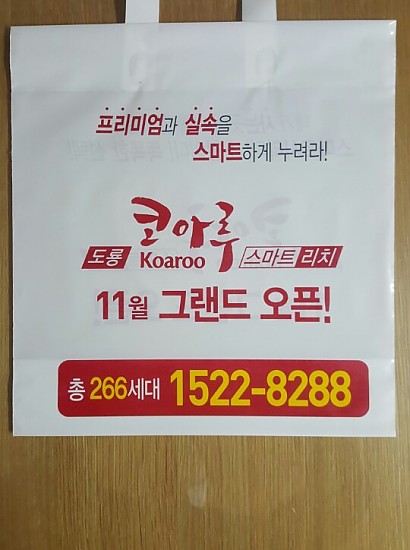 프리미엄과 실속을
스마트하게 누려라!
코아루
도룡 Koaroo 스마트 리치
11월 그랜드 오픈!
총 266세대 1522-8288